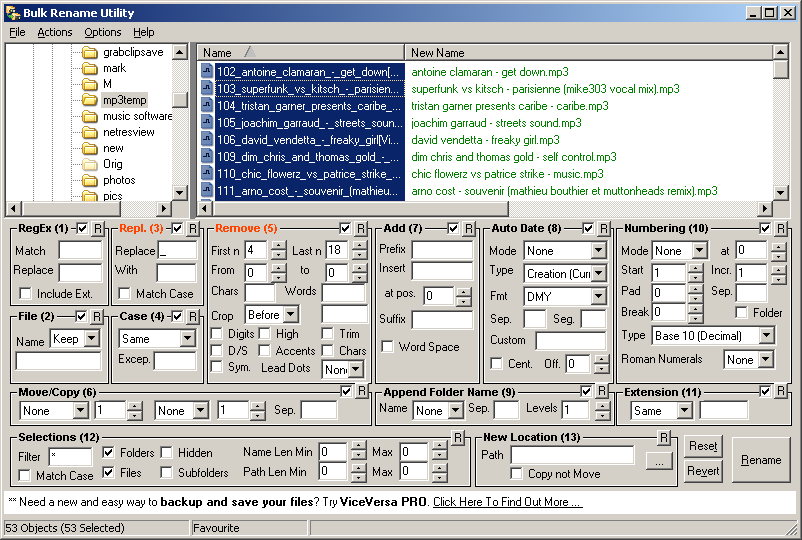 Bulk Rename Utility
File Actions Options Help
grabclipsave
mark
M
mp3temp
music software
netresview
new
Orig
photos
pics
Name New Name
102_antoine_clamaran_-_get_down[... antoine clamaran - get down.mp3
103_superfunk_vs_kitsch_-_parisien... superfunk vs kitsch - parisienne (mike303 vocal mix).mp3
104_tristan_garner_presents_caribe_... tristan garner presents caribe - caribe.mp3
105_joachim_garraud_-_streets_soun... joachim garraud - streets sound.mp3
106_david_vendetta_-_freaky_girl(Vi... david vendetta - freaky girl.mp3
109_dim_chris_and_thomas_gold_-_... dim chris and thomas gold - self control.mp3
110_chic_flowerz_vs_patrice_strike_... chic flowerz vs patrice strike - music.mp3
111_arno_cost_-_souvenir_(mathieu... arno cost - souvenir (mathieu bouthier et muttonheads remix).mp3
RegEx (1) R
Match
Replace
Include Ext.
Repl. (3) R
Replace _
With
Match Case
Remove (5) R
First n 4 Last n 18
From 0 to 0
Chars Words
Crop Before
Digits High Trim
D/S Accents Chars
Sym. Lead Dots Non
Add (7) R
Prefix
Insert
at pos. 0
Suffix
Word Space
Auto Date (8) R
Mode None
Type Creation (Curr
Fmt DMY
Sep. Seg.
Custom
Cent. Off. 0
Numbering (10) R
Mode None at 0
Start 1 Incr. 1
Pad 0 Sep.
Break 0 Folder
Type Base 10 (Decimal)
Roman Numerals None
File (2) R
Name Keep
Case (4) R
Same
Excep.
Move/Copy (6) R
None 1 None 1 Sep.
Append Folder Name (9) R
Name None Sep. Levels 1
Extension (11) R
Same
Selections (12) R
Filter * Folders Hidden Name Len Min 0 Max 0
Match Case Files Subfolders Path Len Min 0 Max 0
New Location (13) R
Path ...
Copy not Move
Reset
Revert
Rename
** Need a new and easy way to backup and save your files? Try ViceVersa PRO. Click Here To Find Out More ...
53 Objects (53 Selected) Favourite